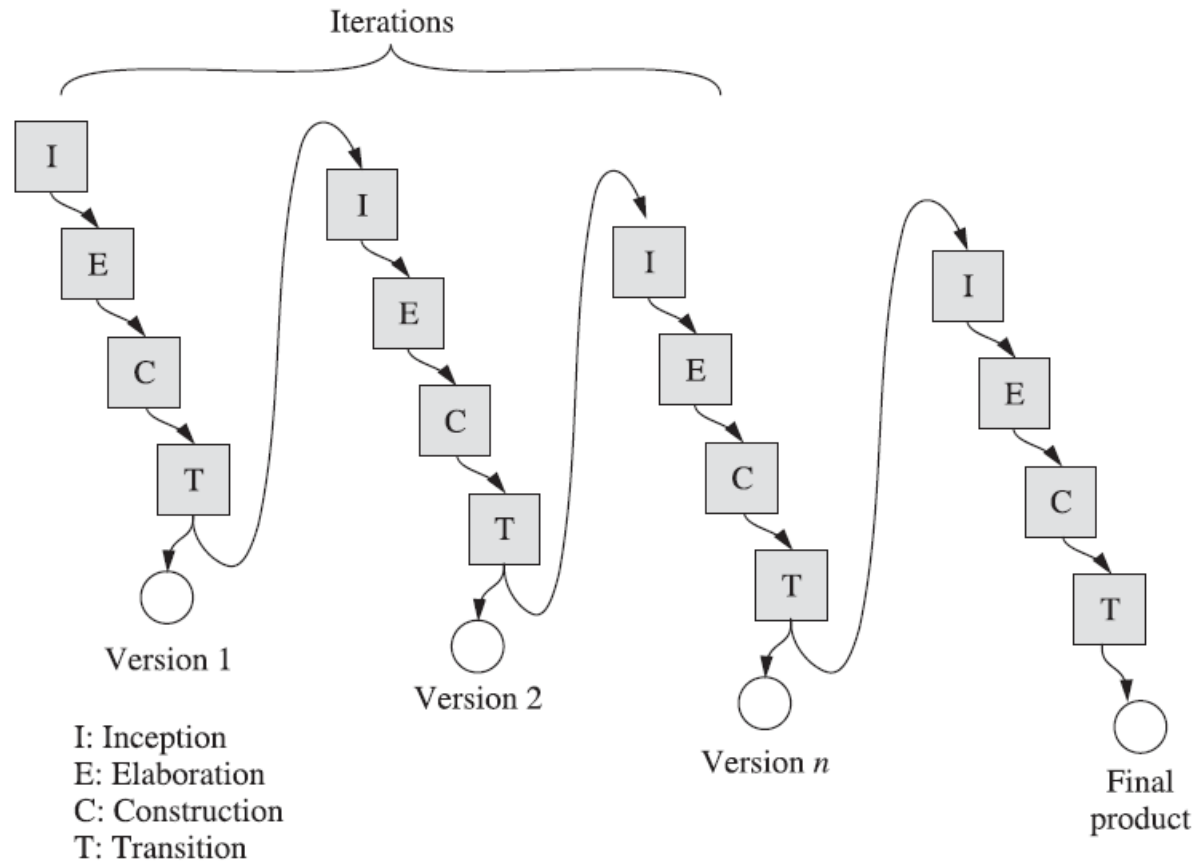 Iterations
I
E
C
T
Version 1
I
E
C
T
Version 2
I
E
C
T
Version n
I
E
C
T
Final
product
I: Inception
E: Elaboration
C: Construction
T: Transition